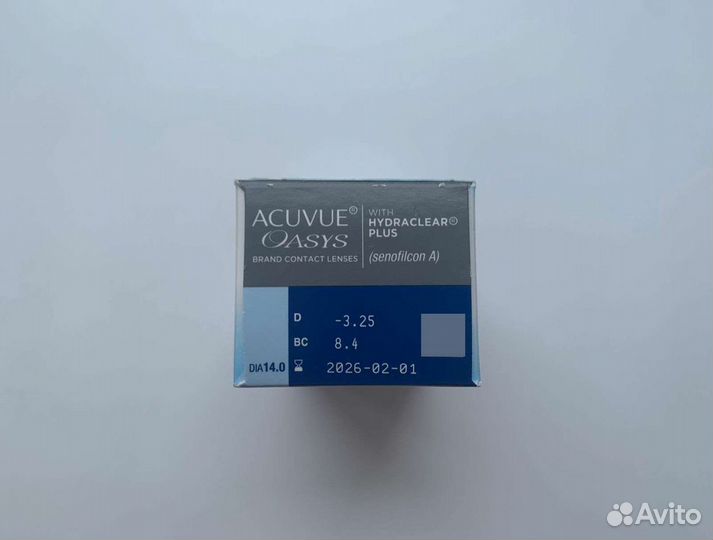 ACUVUE®
OASYS
BRAND CONTACT LENSES
WITH
HYDRACLEAR®
PLUS
(senofilcon A)
D -3.25
BC 8.4
DIA14.0 2026-02-01
Avito